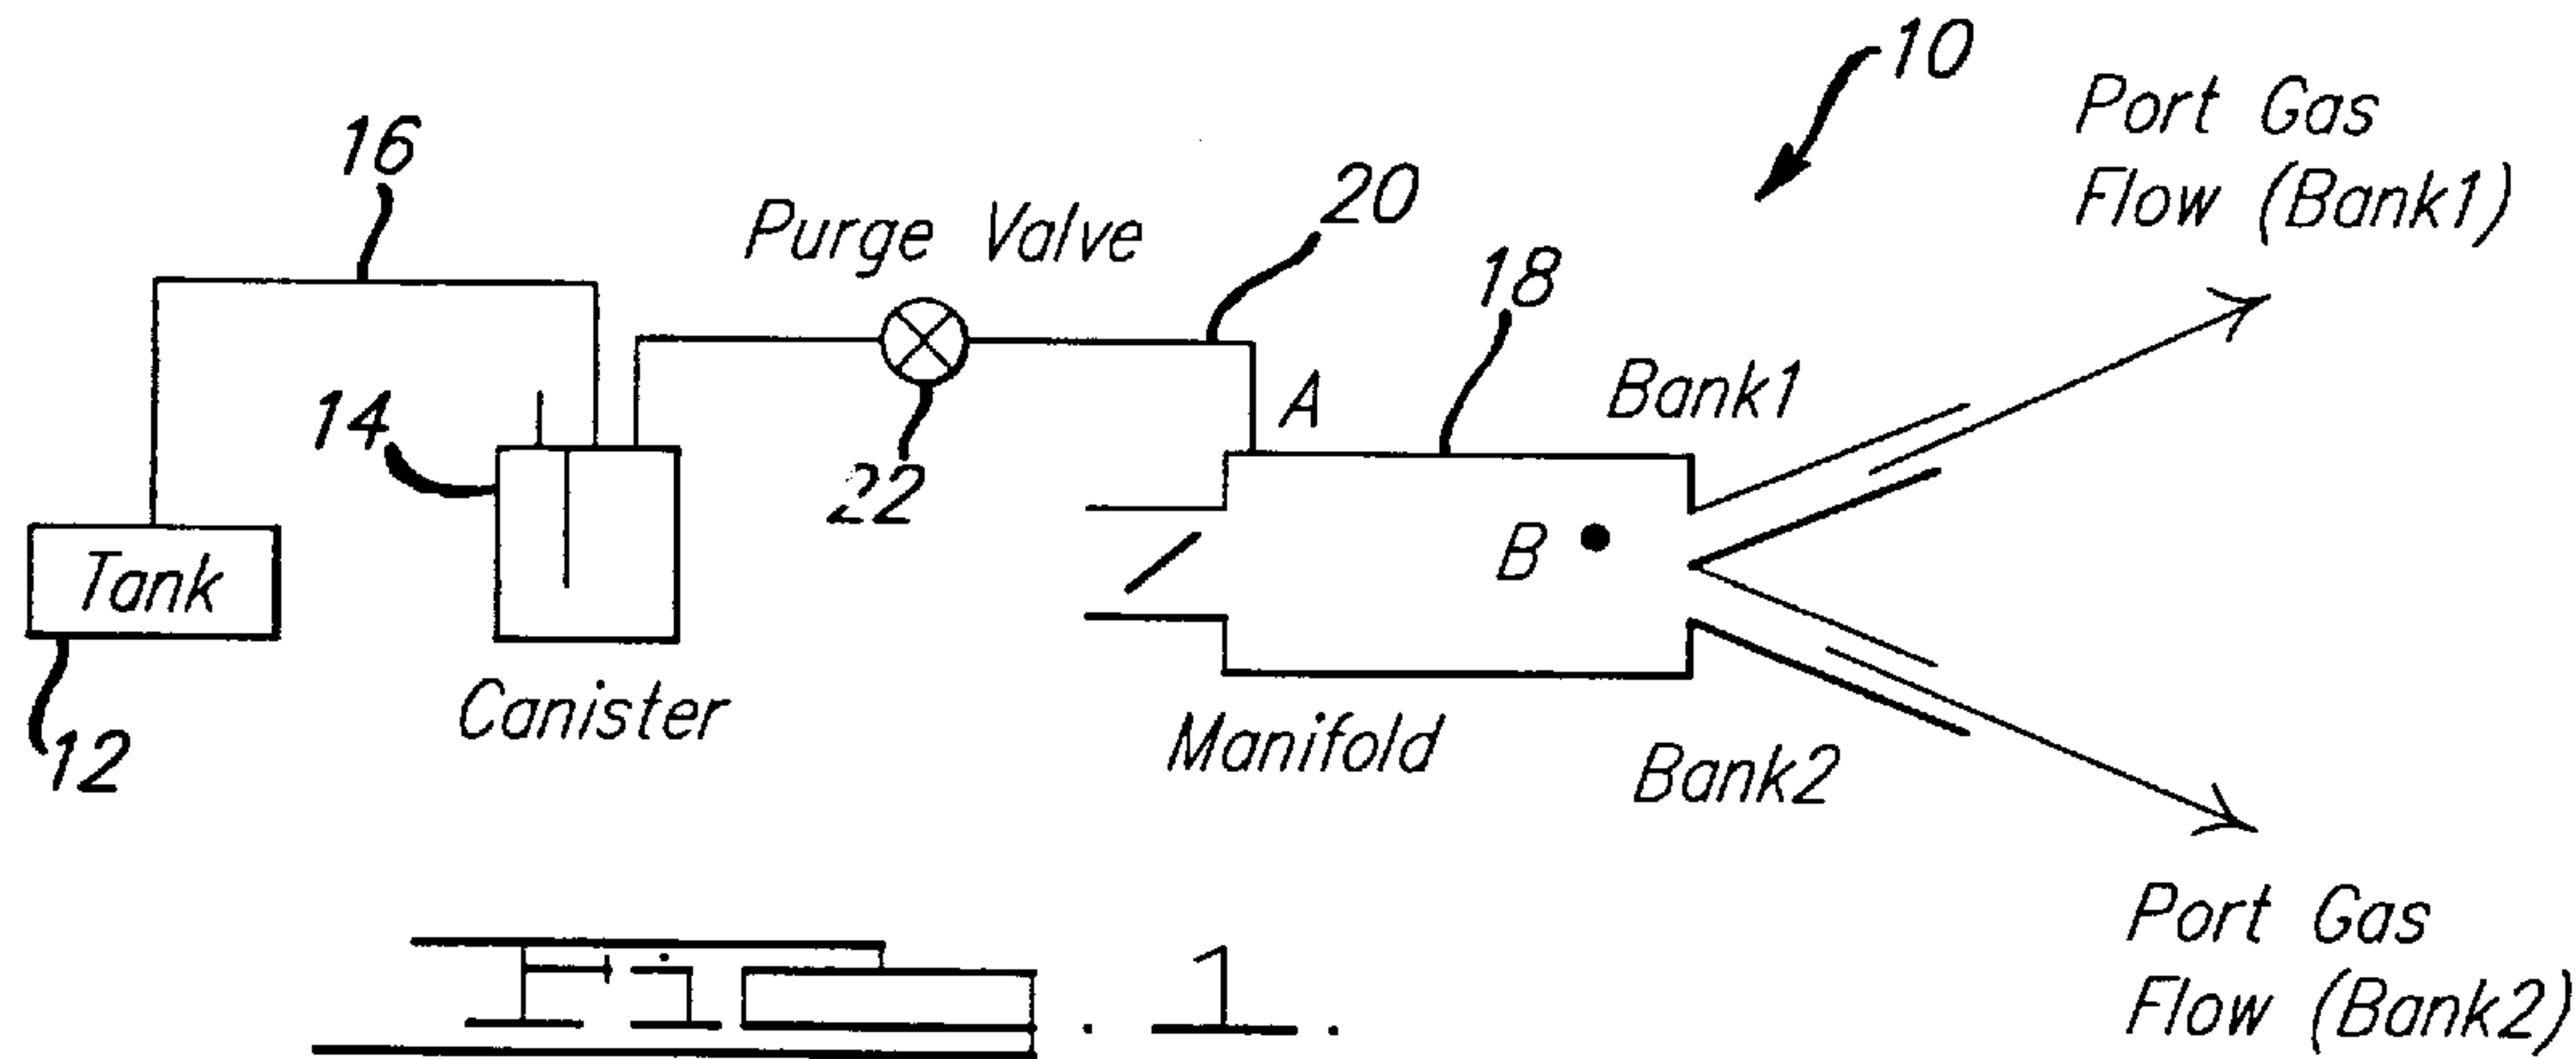 10
Port Gas
Flow (Bank1)
16
20
Purge Valve
18
A
Bank1
14
22
B
Tank
Canister
Manifold
Bank2
12
Port Gas
Flow (Bank2)
Fig. 1.